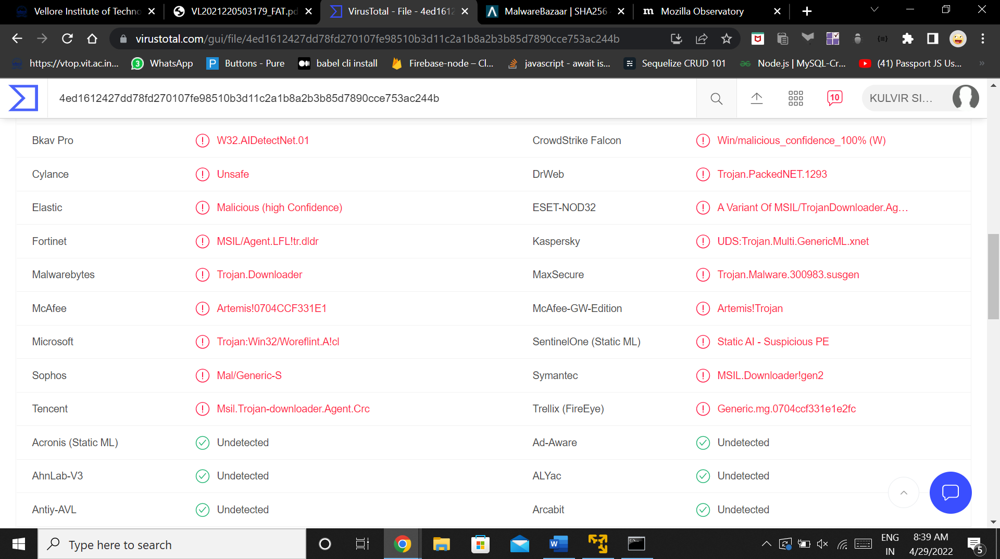 Vellore Institute of Techno
VL2021220503179_FAT.pd
VirusTotal - File - 4ed1612
MalwareBazaar | SHA256
m Mozilla Observatory
virustotal.com/gui/file/4ed1612427dd78fd270107fe98510b3d11c2a1b8a2b3b85d7890cce753ac244b
https://vtop.vit.ac.in...
3 WhatsApp
P Buttons - Pure
babel cli install
Firebase-node – Cl...
javascript - await is...
Sequelize CRUD 101
Node.js | MySQL-Cr...
(41) Passport JS Us...
»
4ed1612427dd78fd270107fe98510b3d11c2a1b8a2b3b85d7890cce753ac244b
10
KULVIR SI...
Bkav Pro W32.AIDetectNet.01 CrowdStrike Falcon Win/malicious_confidence_100% (W)
Cylance Unsafe DrWeb Trojan.PackedNET.1293
Elastic Malicious (high Confidence) ESET-NOD32 A Variant Of MSIL/TrojanDownloader.Ag...
Fortinet MSIL/Agent.LFL!tr.dldr Kaspersky UDS:Trojan.Multi.GenericML.xnet
Malwarebytes Trojan.Downloader MaxSecure Trojan.Malware.300983.susgen
McAfee Artemis!0704CCF331E1 McAfee-GW-Edition Artemis!Trojan
Microsoft Trojan:Win32/Woreflint.A!cl SentinelOne (Static ML) Static AI - Suspicious PE
Sophos Mal/Generic-S Symantec MSIL.Downloader!gen2
Tencent Msil.Trojan-downloader.Agent.Crc Trellix (FireEye) Generic.mg.0704ccf331e1e2fc
Acronis (Static ML) Undetected Ad-Aware Undetected
AhnLab-V3 Undetected ALYac Undetected
Antiy-AVL Undetected Arcabit Undetected
Type here to search
ENG
IN
8:39 AM
4/29/2022
5